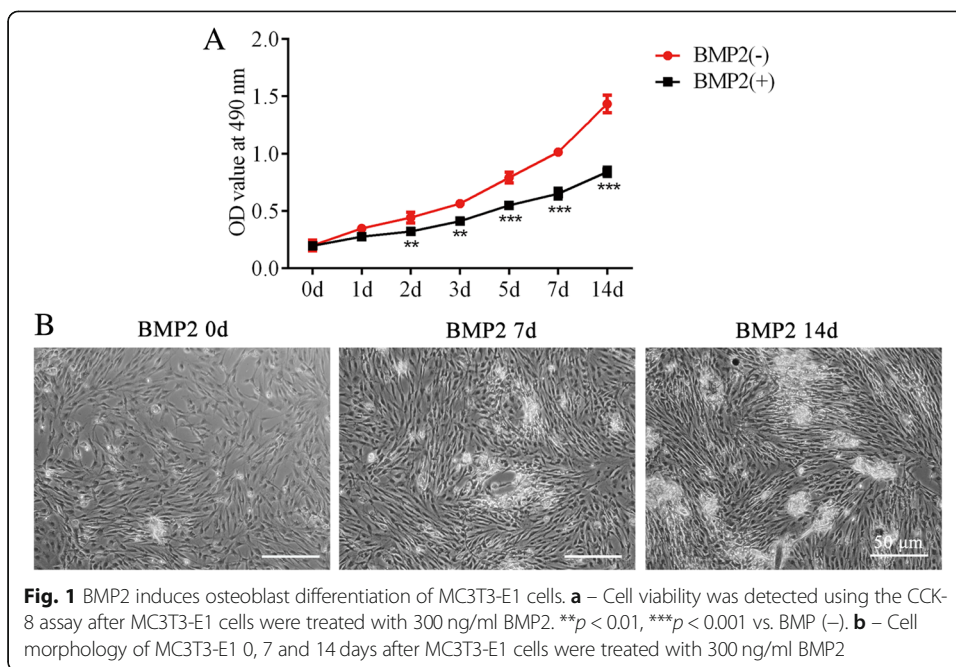 A
2.0
1.5
1.0
0.5
0.0
OD value at 490 nm
BMP2(-)
BMP2(+)
**
**
***
***
***
0d 1d 2d 3d 5d 7d 14d
B
BMP2 0d
BMP2 7d
BMP2 14d
50 μm
Fig. 1 BMP2 induces osteoblast differentiation of MC3T3-E1 cells. a – Cell viability was detected using the CCK-
8 assay after MC3T3-E1 cells were treated with 300 ng/ml BMP2. **p < 0.01, ***p < 0.001 vs. BMP (−). b – Cell
morphology of MC3T3-E1 0, 7 and 14 days after MC3T3-E1 cells were treated with 300 ng/ml BMP2